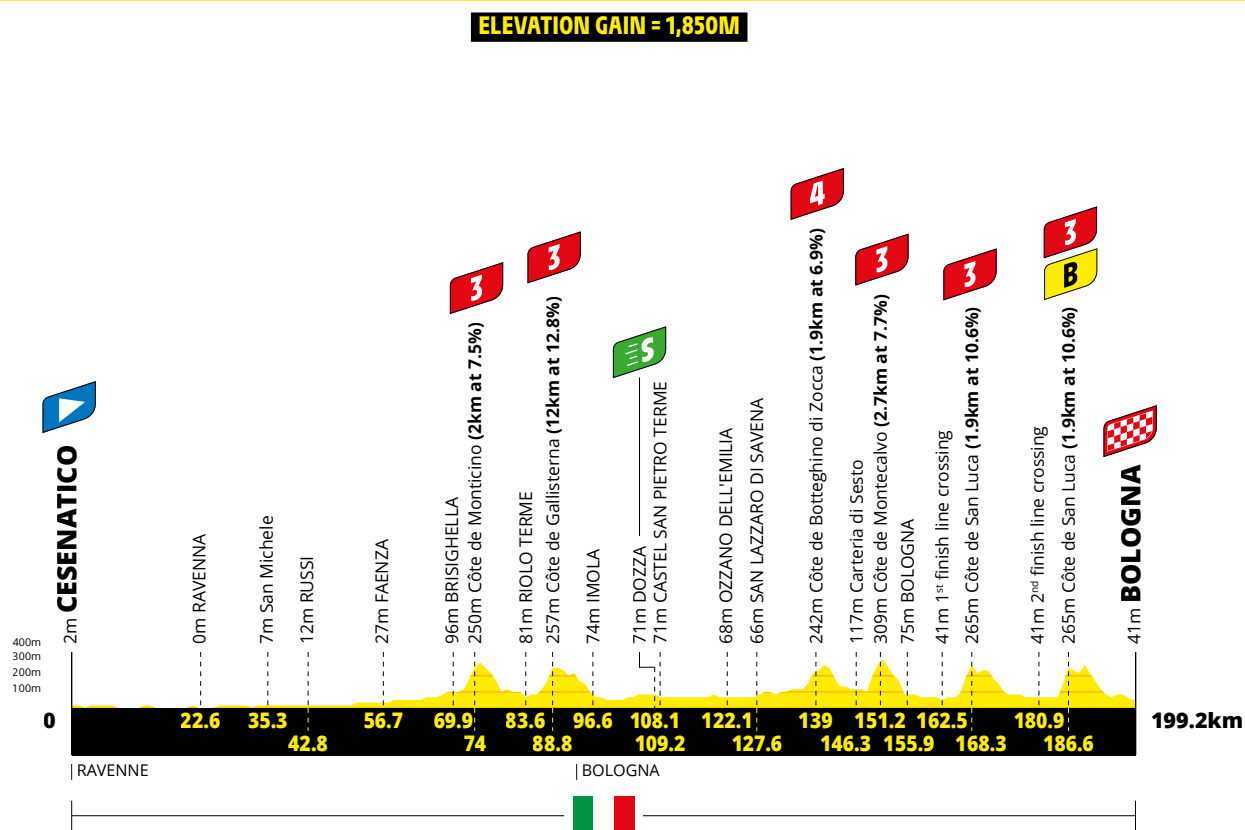 ELEVATION GAIN = 1,850M
4
3
3
3
3
3
B
S
2m CESENATICO
0m RAVENNA
7m San Michele
12m RUSSI
27m FAENZA
96m BRISIGHELLA
250m Côte de Monticino (2km at 7.5%)
81m RIOLO TERME
257m Côte de Gallisterna (12km at 12.8%)
74m IMOLA
71m DOZZA
71m CASTEL SAN PIETRO TERME
68m OZZANO DELL'EMILIA
66m SAN LAZZARO DI SAVENA
242m Côte de Botteghino di Zocca (1.9km at 6.9%)
117m Carteria di Sesto
309m Côte de Montecalvo (2.7km at 7.7%)
75m BOLOGNA
41m 1st finish line crossing
265m Côte de San Luca (1.9km at 10.6%)
41m 2nd finish line crossing
265m Côte de San Luca (1.9km at 10.6%)
41m BOLOGNA
400m
300m
200m
100m
0 22.6 35.3 56.7 69.9 83.6 96.6 108.1 122.1 139 151.2 162.5 180.9 199.2km
42.8 74 88.8 109.2 127.6 146.3 155.9 168.3 186.6
RAVENNE BOLOGNA